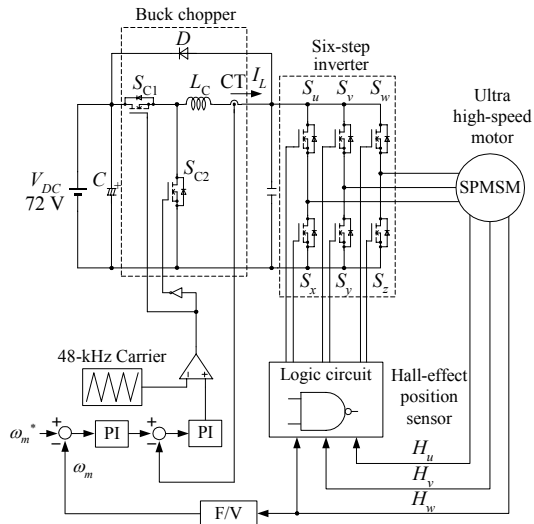 Buck chopper
D
Six-step
inverter
S_C1
L_C
CT
I_L
S_u S_v S_w
Ultra
high-speed
motor
S_C2
V_DC
72 V
C
+
SPMSM
S_x S_y S_z
48-kHz Carrier
− +
Logic circuit
Hall-effect
position
sensor
ω_m*
+
−
PI
+
−
PI
ω_m
H_u
H_v
H_w
F/V